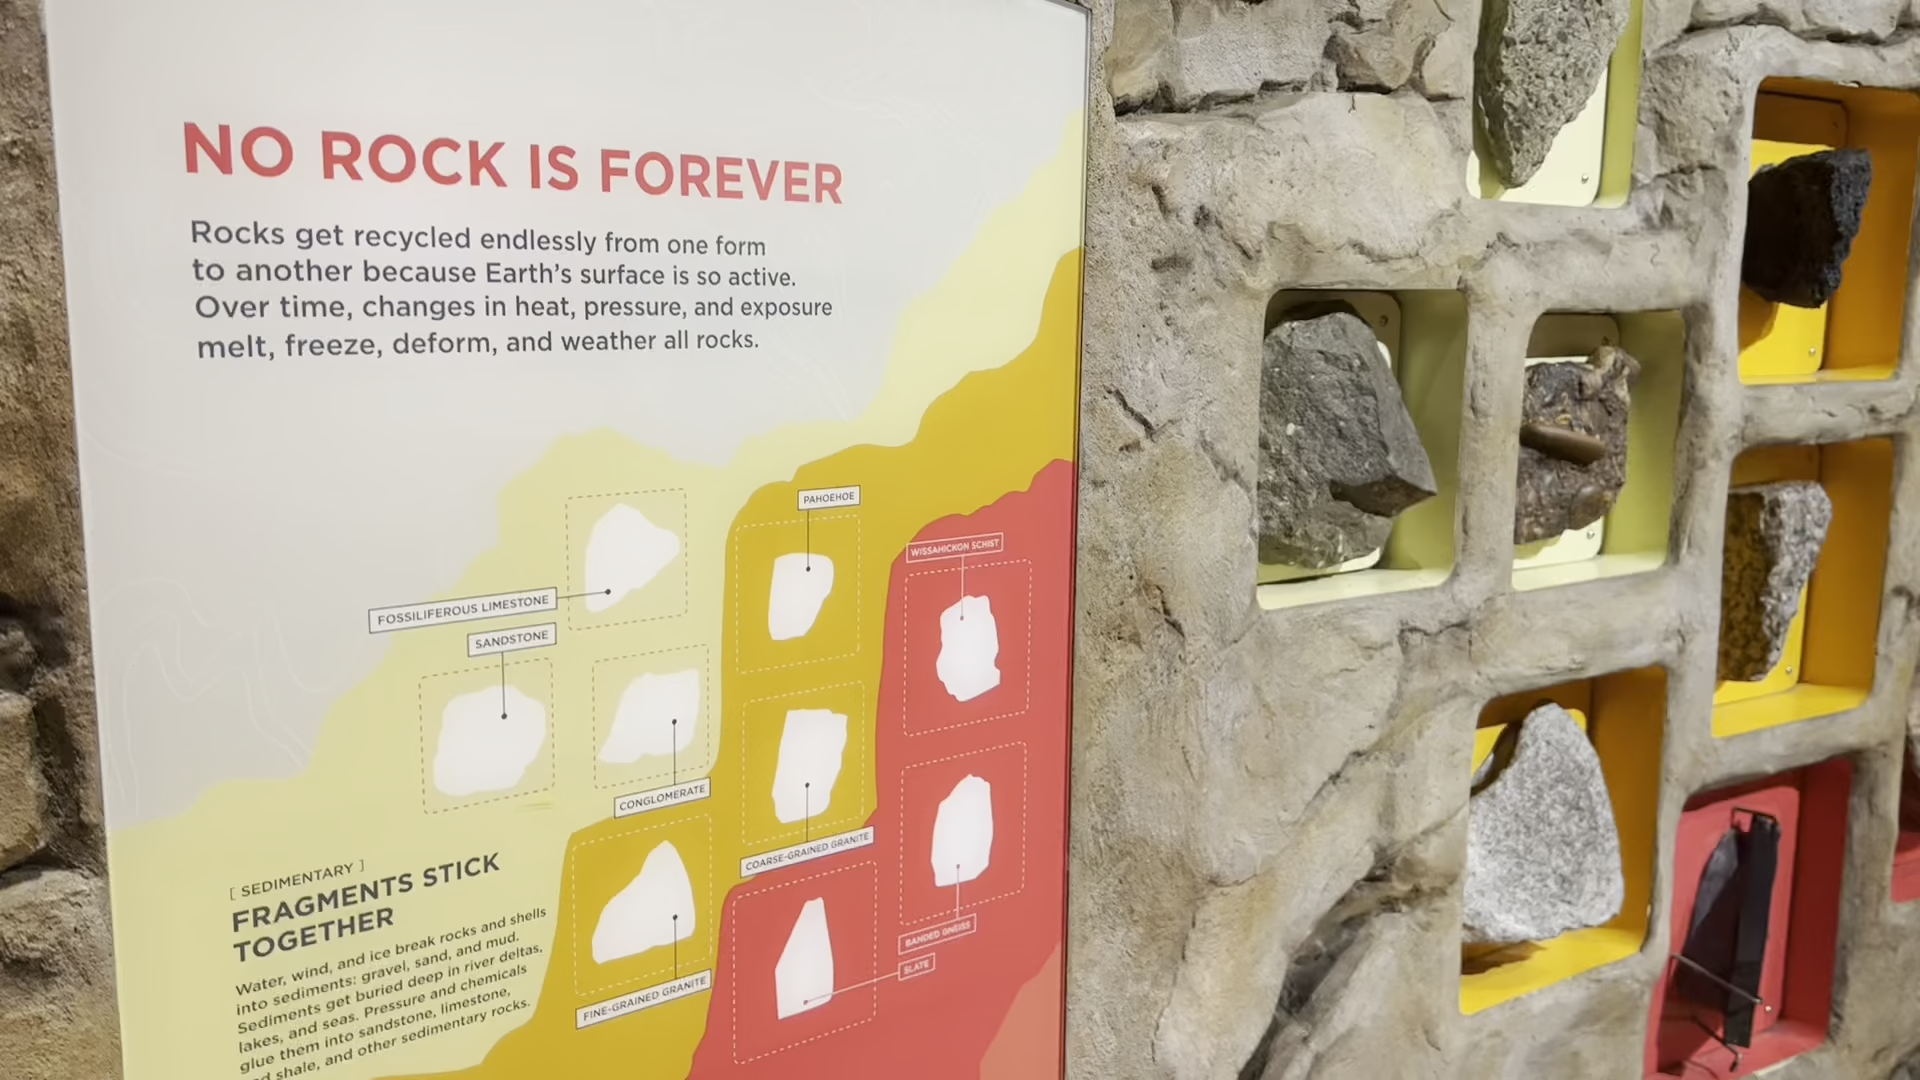 NO ROCK IS FOREVER
Rocks get recycled endlessly from one form
to another because Earth's surface is so active.
Over time, changes in heat, pressure, and exposure
melt, freeze, deform, and weather all rocks.
PAHOEHOE
WISSAHICKON SCHIST
FOSSILIFEROUS LIMESTONE
SANDSTONE
CONGLOMERATE
COARSE-GRAINED GRANITE
BANDED GNEISS
SLATE
FINE-GRAINED GRANITE
[ SEDIMENTARY ]
FRAGMENTS STICK
TOGETHER
Water, wind, and ice break rocks and shells
into sediments: gravel, sand, and mud.
Sediments get buried deep in river deltas,
lakes, and seas. Pressure and chemicals
glue them into sandstone, limestone,
shale, and other sedimentary rocks.